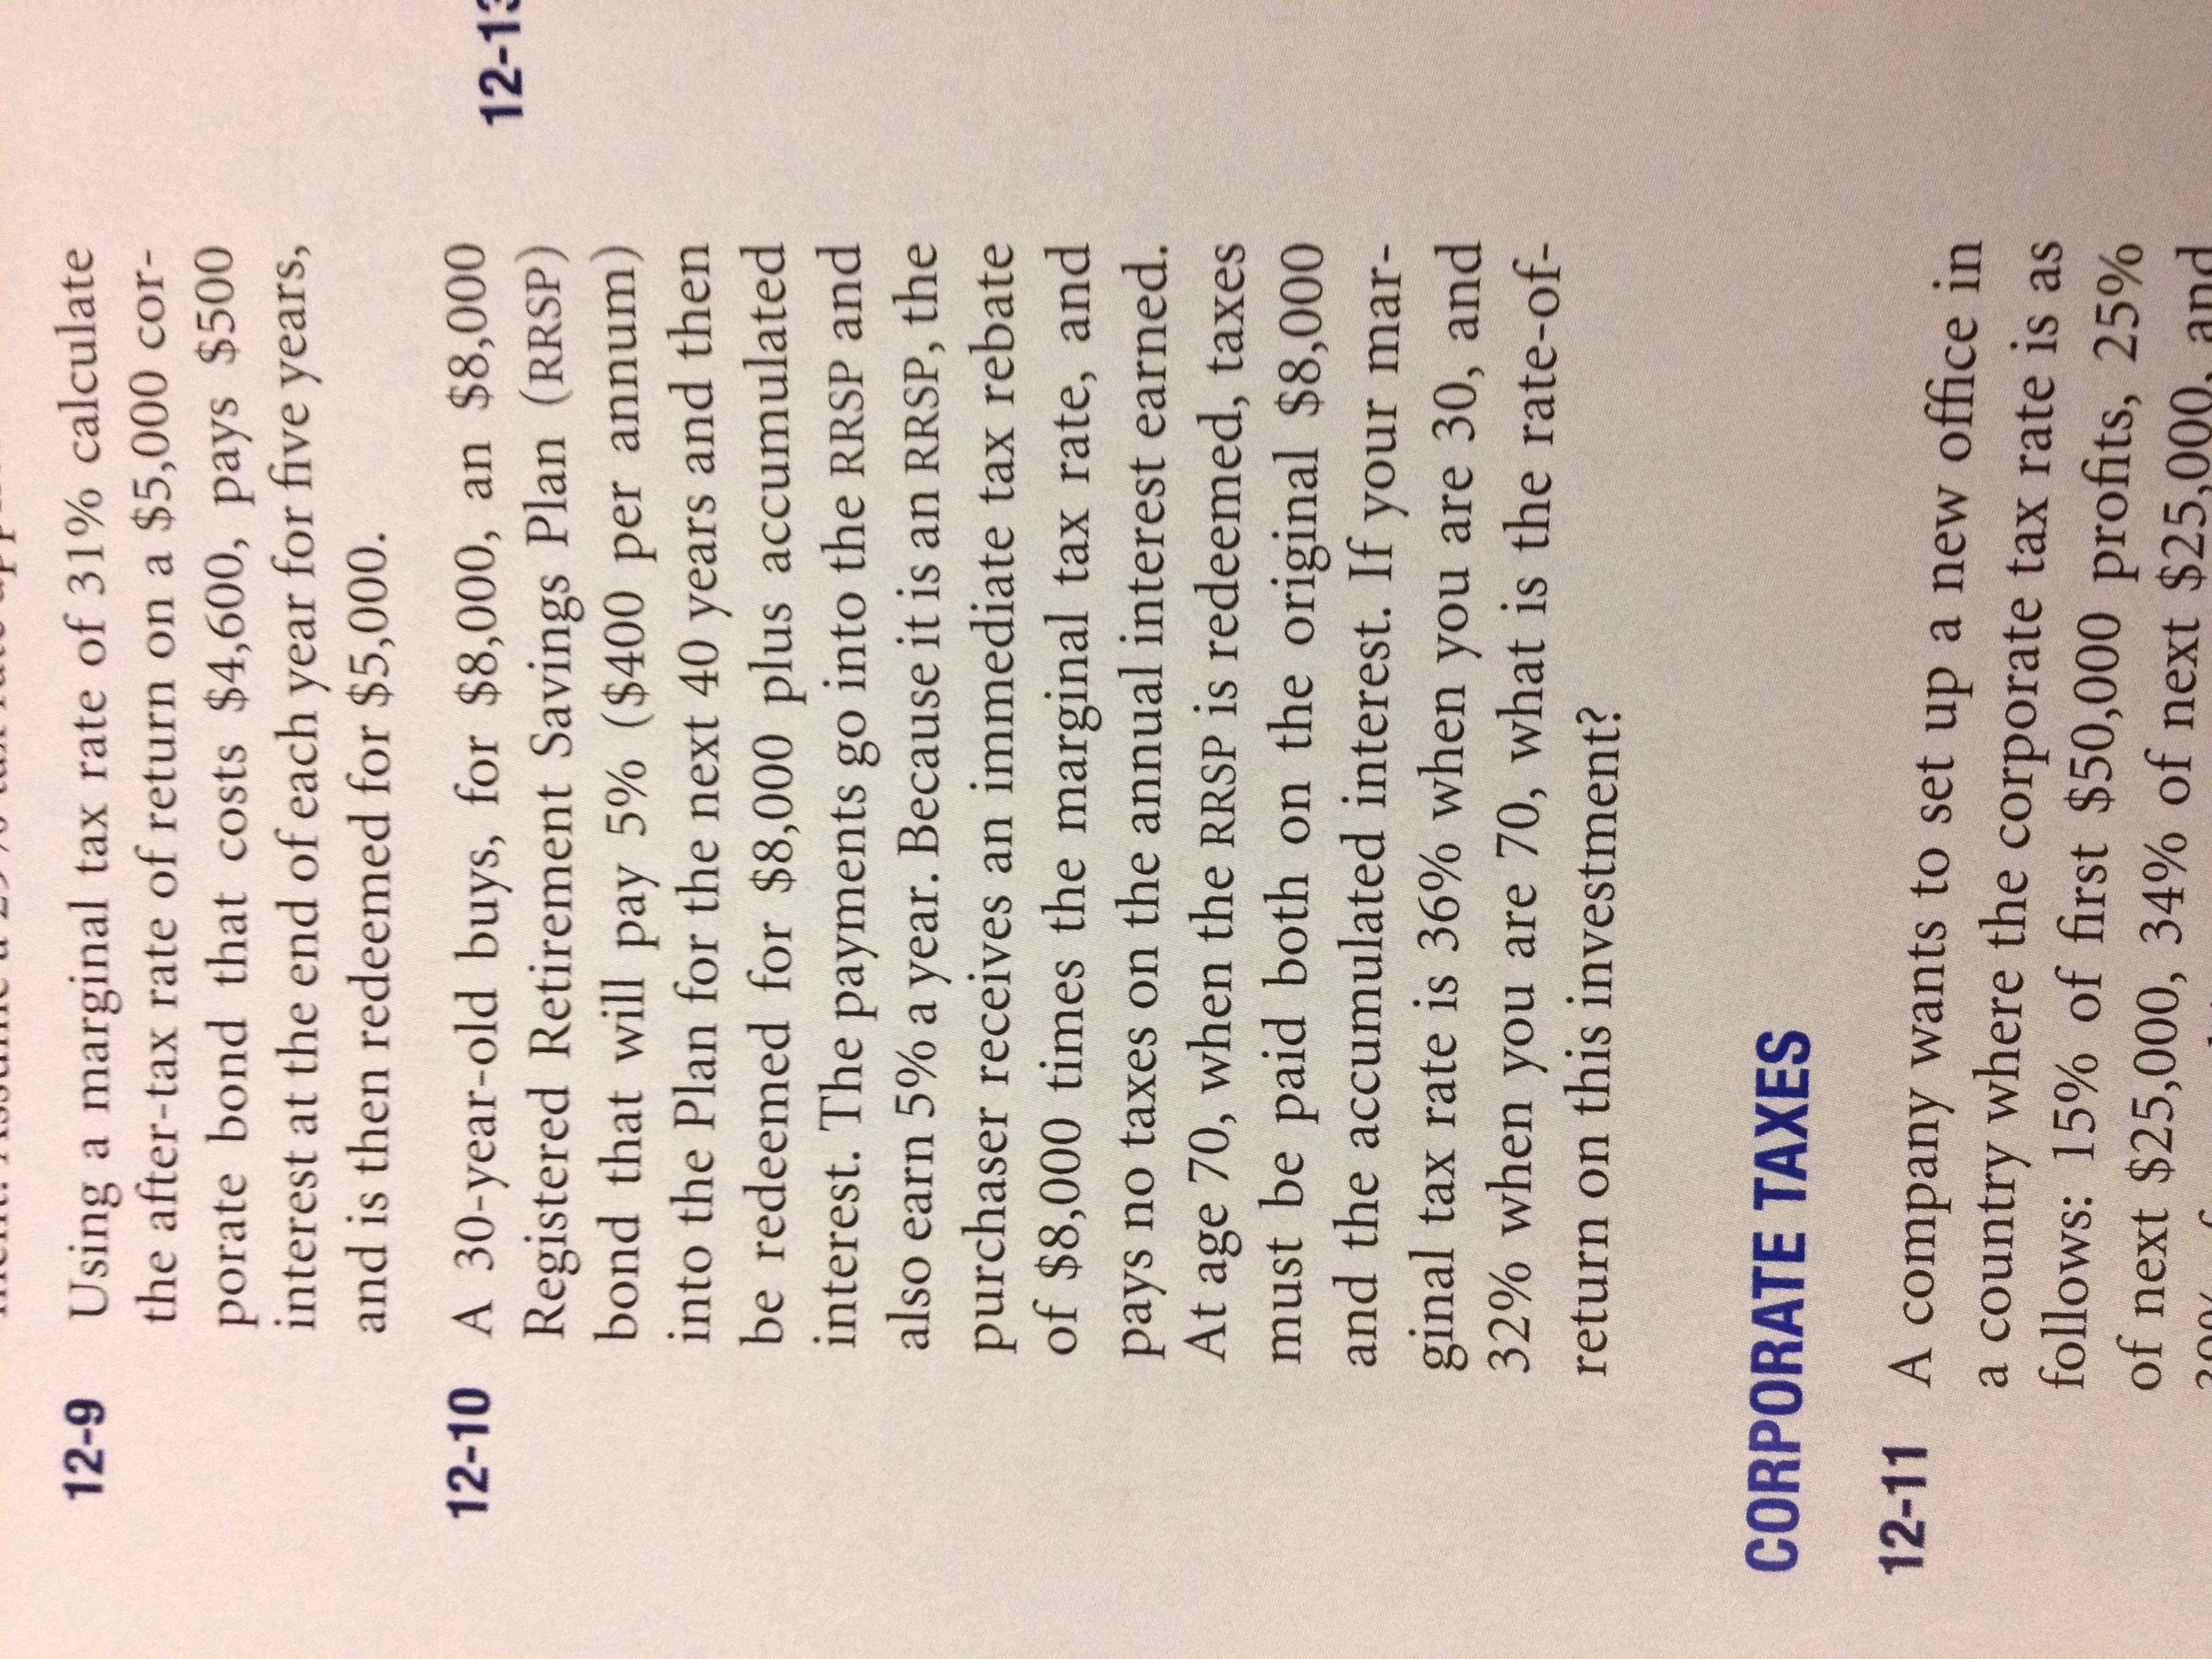 12-9 Using a marginal tax rate of 31% calculate
the after-tax rate of return on a $5,000 cor-
porate bond that costs $4,600, pays $500
interest at the end of each year for five years,
and is then redeemed for $5,000.
12-10 A 30-year-old buys, for $8,000, an $8,000
Registered Retirement Savings Plan (RRSP)
bond that will pay 5% ($400 per annum)
into the Plan for the next 40 years and then
be redeemed for $8,000 plus accumulated
interest. The payments go into the RRSP and
also earn 5% a year. Because it is an RRSP, the
purchaser receives an immediate tax rebate
of $8,000 times the marginal tax rate, and
pays no taxes on the annual interest earned.
At age 70, when the RRSP is redeemed, taxes
must be paid both on the original $8,000
and the accumulated interest. If your mar-
ginal tax rate is 36% when you are 30, and
32% when you are 70, what is the rate-of-
return on this investment?
CORPORATE TAXES
12-11 A company wants to set up a new office in
a country where the corporate tax rate is as
follows: 15% of first $50,000 profits, 25%
of next $25,000, 34% of next $25,000, and
12-13